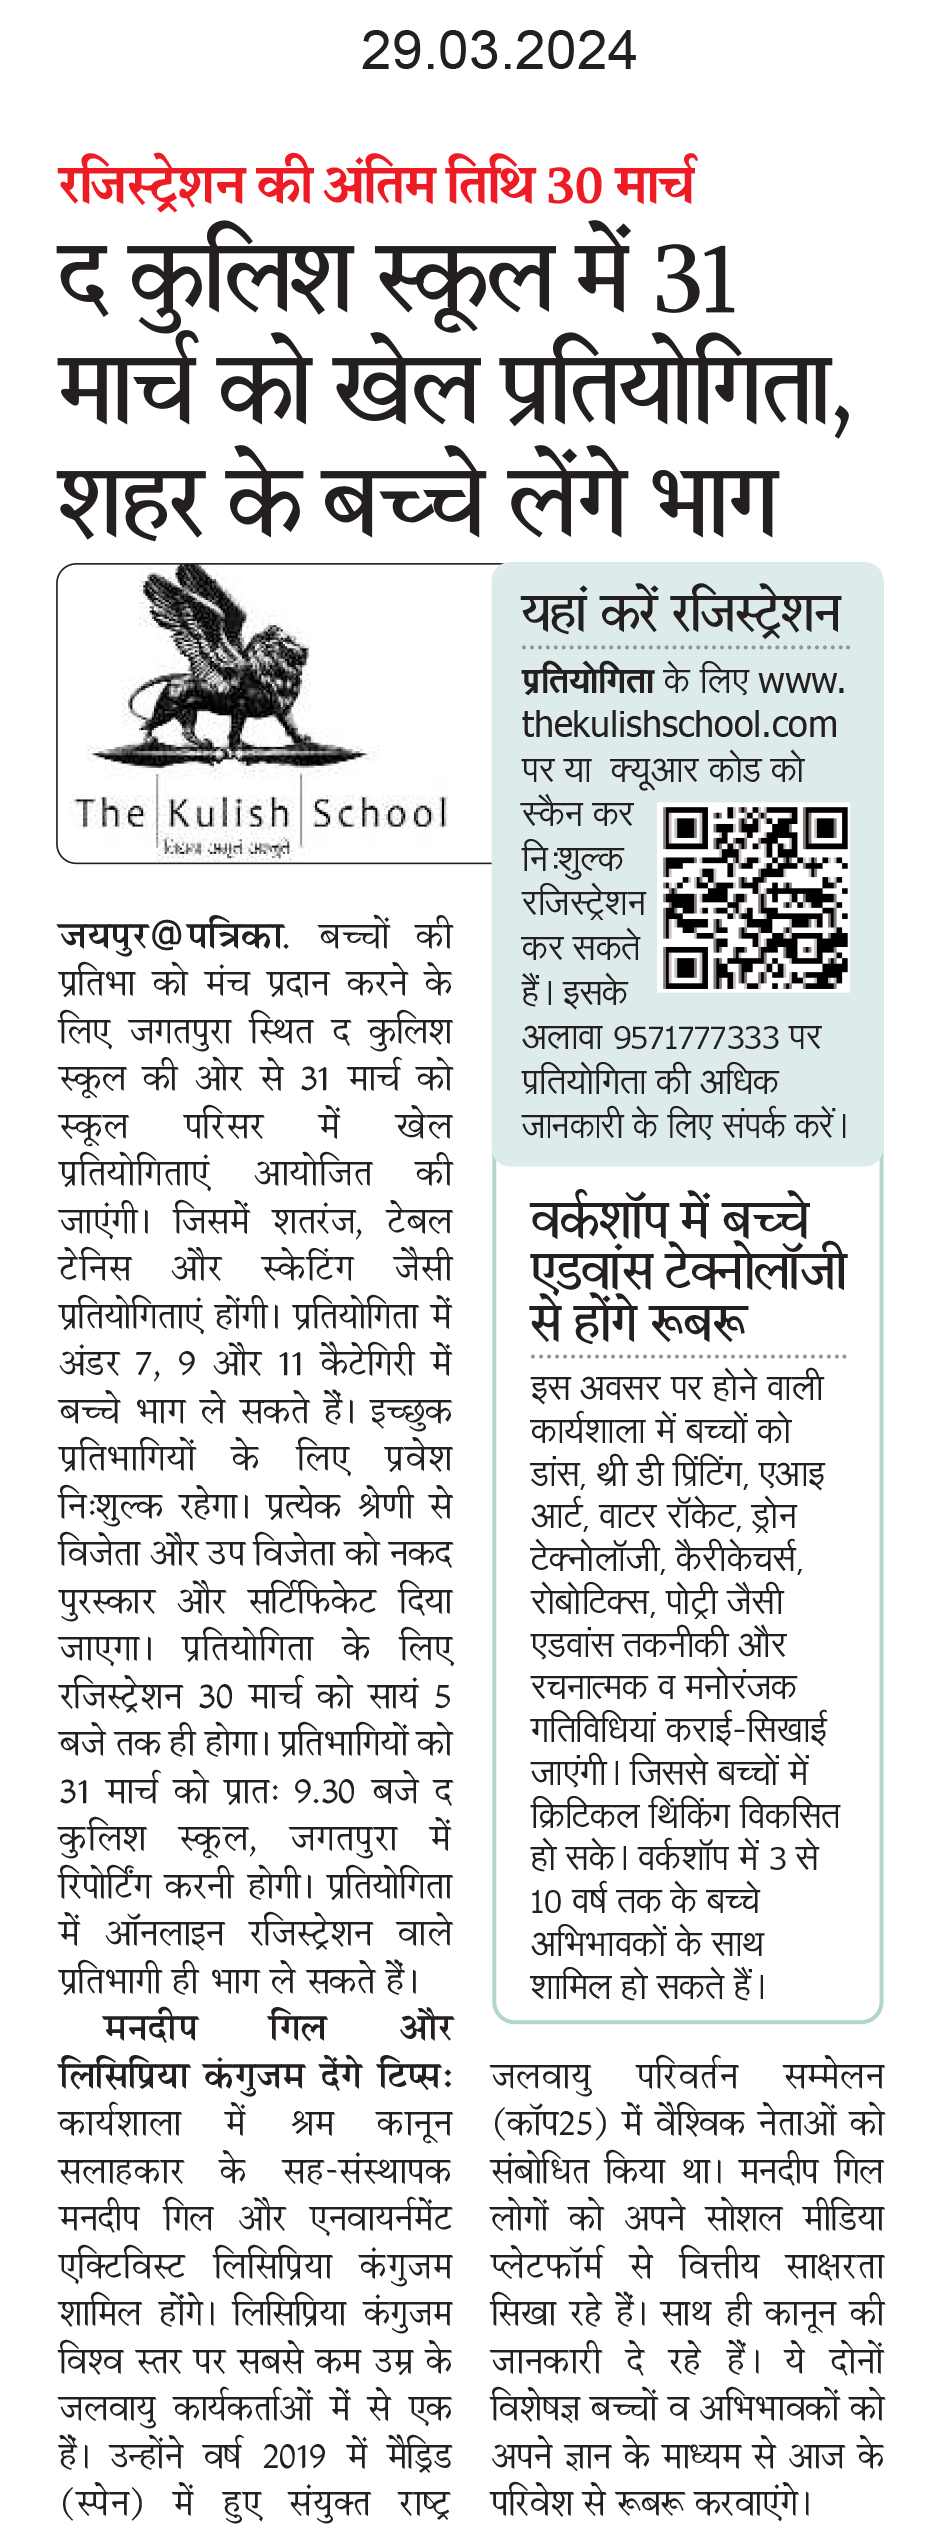 29.03.2024
रजिस्ट्रेशन की अंतिम तिथि 30 मार्च
द कुलिश स्कूल में 31
मार्च को खेल प्रतियोगिता,
शहर के बच्चे लेंगे भाग
The Kulish School
जयपुर@पत्रिका. बच्चों की
प्रतिभा को मंच प्रदान करने के
लिए जगतपुरा स्थित द कुलिश
स्कूल की ओर से 31 मार्च को
स्कूल परिसर में खेल
प्रतियोगिताएं आयोजित की
जाएंगी। जिसमें शतरंज, टेबल
टेनिस और स्केटिंग जैसी
प्रतियोगिताएं होंगी। प्रतियोगिता में
अंडर 7, 9 और 11 कैटेगिरी में
बच्चे भाग ले सकते हैं। इच्छुक
प्रतिभागियों के लिए प्रवेश
निःशुल्क रहेगा। प्रत्येक श्रेणी से
विजेता और उप विजेता को नकद
पुरस्कार और सर्टिफिकेट दिया
जाएगा। प्रतियोगिता के लिए
रजिस्ट्रेशन 30 मार्च को सायं 5
बजे तक ही होगा। प्रतिभागियों को
31 मार्च को प्रातः 9.30 बजे द
कुलिश स्कूल, जगतपुरा में
रिपोर्टिंग करनी होगी। प्रतियोगिता
में ऑनलाइन रजिस्ट्रेशन वाले
प्रतिभागी ही भाग ले सकते हैं।
मनदीप गिल और
लिसिप्रिया कंगुजम देंगे टिप्स:
कार्यशाला में श्रम कानून
सलाहकार के सह-संस्थापक
मनदीप गिल और एनवायर्नमेंट
एक्टिविस्ट लिसिप्रिया कंगुजम
शामिल होंगे। लिसिप्रिया कंगुजम
विश्व स्तर पर सबसे कम उम्र के
जलवायु कार्यकर्ताओं में से एक
हैं। उन्होंने वर्ष 2019 में मैड्रिड
(स्पेन) में हुए संयुक्त राष्ट्र
यहां करें रजिस्ट्रेशन
प्रतियोगिता के लिए www.
thekulishschool.com
पर या क्यूआर कोड को
स्कैन कर
नि:शुल्क
रजिस्ट्रेशन
कर सकते
हैं। इसके
अलावा 9571777333 पर
प्रतियोगिता की अधिक
जानकारी के लिए संपर्क करें।
वर्कशॉप में बच्चे
एडवांस टेक्नोलॉजी
से होंगे रूबरू
इस अवसर पर होने वाली
कार्यशाला में बच्चों को
डांस, थ्री डी प्रिंटिंग, एआइ
आर्ट, वाटर रॉकेट, ड्रोन
टेक्नोलॉजी, कैरीकेचर्स,
रोबोटिक्स, पोट्री जैसी
एडवांस तकनीकी और
रचनात्मक व मनोरंजक
गतिविधियां कराई-सिखाई
जाएंगी। जिससे बच्चों में
क्रिटिकल थिंकिंग विकसित
हो सके। वर्कशॉप में 3 से
10 वर्ष तक के बच्चे
अभिभावकों के साथ
शामिल हो सकते हैं।
जलवायु परिवर्तन सम्मेलन
(कॉप25) में वैश्विक नेताओं को
संबोधित किया था। मनदीप गिल
लोगों को अपने सोशल मीडिया
प्लेटफॉर्म से वित्तीय साक्षरता
सिखा रहे हैं। साथ ही कानून की
जानकारी दे रहे हैं। ये दोनों
विशेषज्ञ बच्चों व अभिभावकों को
अपने ज्ञान के माध्यम से आज के
परिवेश से रूबरू करवाएंगे।